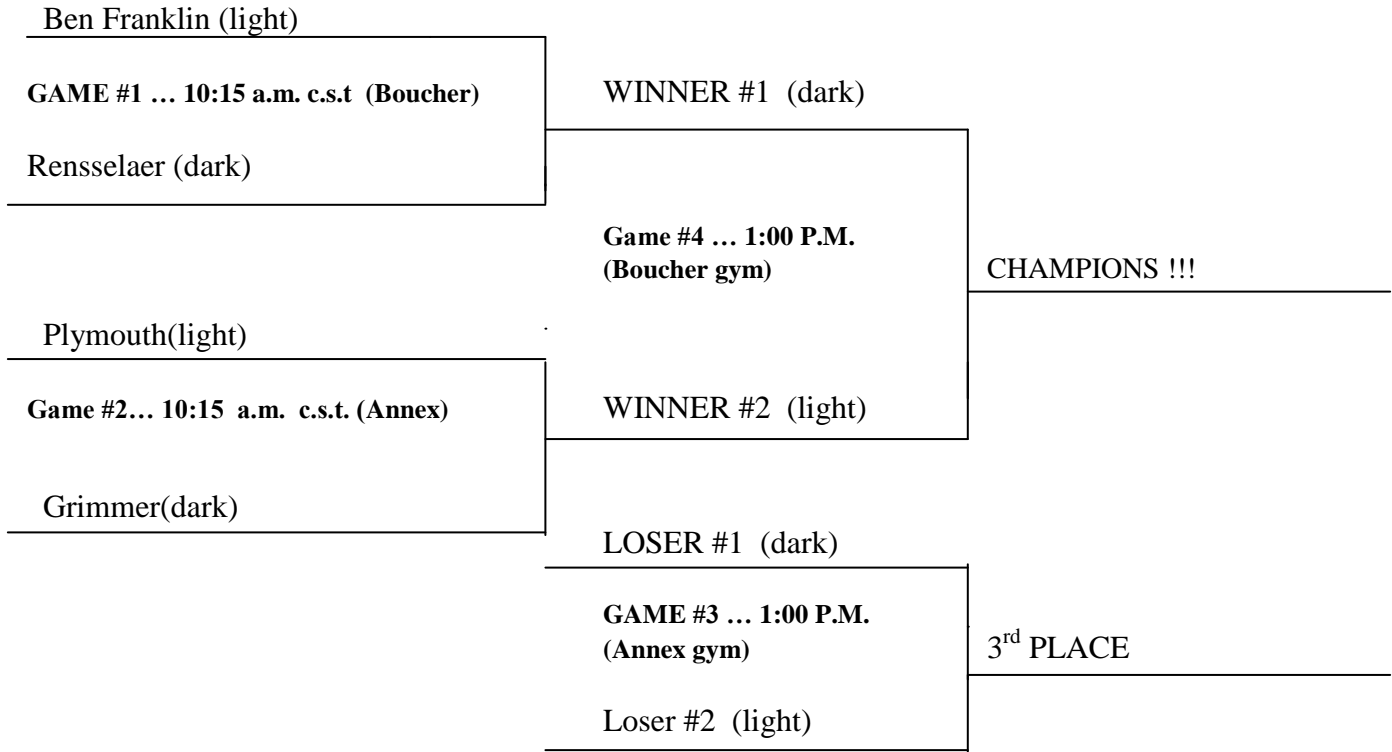 Ben Franklin (light)
GAME #1 … 10:15 a.m. c.s.t (Boucher)
Rensselaer (dark)
Plymouth(light)
Game #2… 10:15 a.m. c.s.t. (Annex)
Grimmer(dark)
WINNER #1 (dark)
Game #4 … 1:00 P.M.
(Boucher gym)
WINNER #2 (light)
LOSER #1 (dark)
GAME #3 … 1:00 P.M.
(Annex gym)
Loser #2 (light)
CHAMPIONS !!!
3rd PLACE